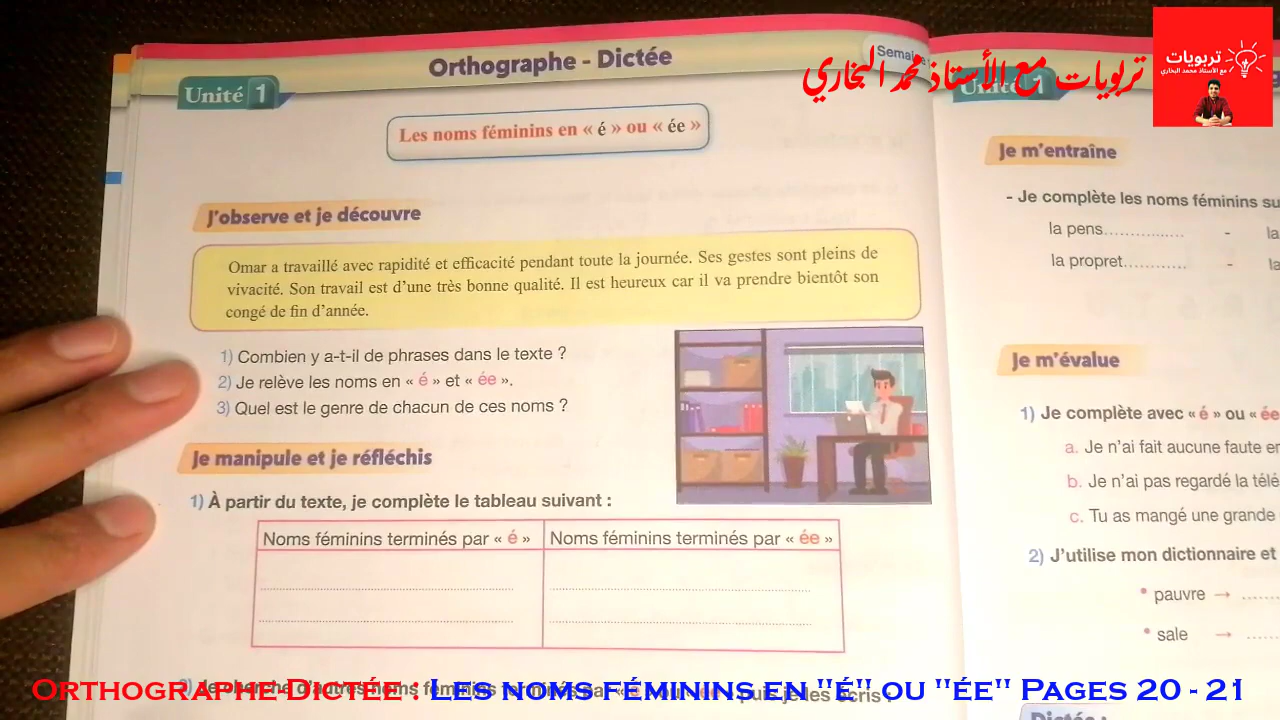 Orthographe - Dictée
Unité 1
Les noms féminins en « é » ou « ée »
J'observe et je découvre
Omar a travaillé avec rapidité et efficacité pendant toute la journée. Ses gestes sont pleins de
vivacité. Son travail est d'une très bonne qualité. Il est heureux car il va prendre bientôt son
congé de fin d'année.
1) Combien y a-t-il de phrases dans le texte ?
2) Je relève les noms en « é » et « ée ».
3) Quel est le genre de chacun de ces noms ?
Je manipule et je réfléchis
1) À partir du texte, je complète le tableau suivant :
Noms féminins terminés par « é »
Noms féminins terminés par « ée »
تربويات مع الأستاذ محمد البخاري
تربويات
مع الأستاذ محمد البخاري
Unité 1
Je m'entraîne
- Je complète les noms féminins
la pens...............
- la
la propret............
- la
Je m'évalue
1) Je complète avec « é » ou « ée
a. Je n'ai fait aucune faute
b. Je n'ai pas regardé la
c. Tu as mangé une grande
2) J'utilise mon dictionnaire et
• pauvre →
• sale →
Orthographe-Dictée : Les noms féminins en "é" ou "ée" Pages 20 - 21